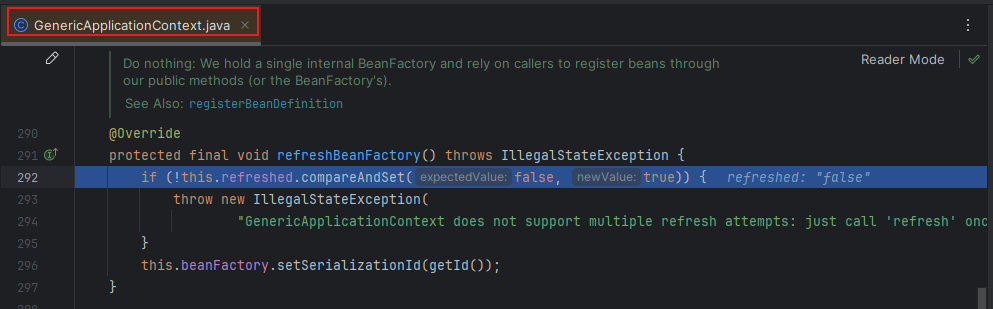 GenericApplicationContext.java
Do nothing: We hold a single internal BeanFactory and rely on callers to register beans through
our public methods (or the BeanFactory's).
Reader Mode
See Also: registerBeanDefinition
290 @Override
291 protected final void refreshBeanFactory() throws IllegalStateException {
292 if (!this.refreshed.compareAndSet( expectedValue: false, newValue: true)) { refreshed: "false"
293 throw new IllegalStateException(
294 "GenericApplicationContext does not support multiple refresh attempts: just call 'refresh' onc
295 }
296 this.beanFactory.setSerializationId(getId());
297 }